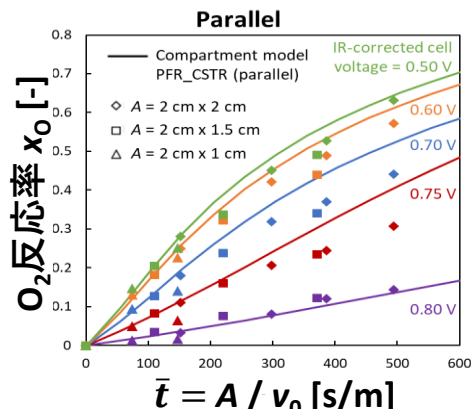 Parallel
Compartment model
PFR_CSTR (parallel)
A = 2 cm x 2 cm
A = 2 cm x 1.5 cm
A = 2 cm x 1 cm
IR-corrected cell
voltage = 0.50 V
0.60 V
0.70 V
0.75 V
0.80 V
O₂反応率 xO [-]
0.8
0.7
0.6
0.5
0.4
0.3
0.2
0.1
0
0 100 200 300 400 500 600
t̄ = A / v₀ [s/m]